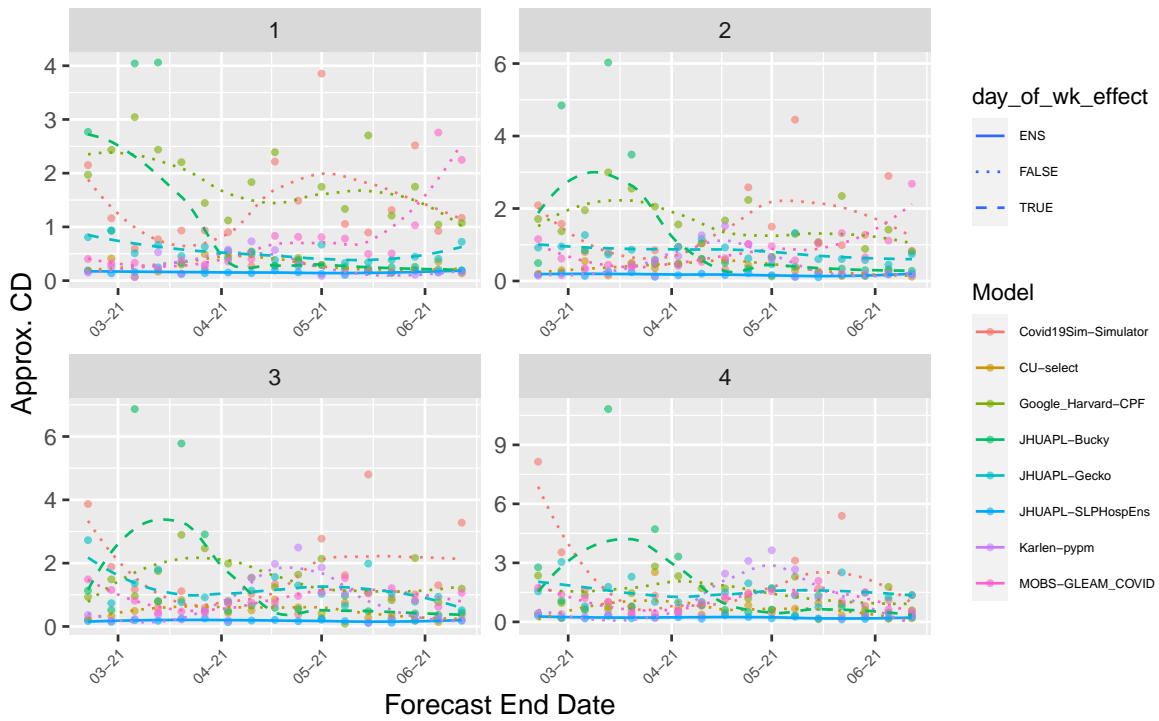 1
2
4
3
2
1
0
6
4
2
0
03−21
04−21
05−21
06−21
03−21
04−21
05−21
06−21
3
4
6
4
2
0
9
6
3
0
03−21
04−21
05−21
06−21
03−21
04−21
05−21
06−21
Approx. CD
Forecast End Date
day_of_wk_effect
ENS
FALSE
TRUE
Model
Covid19Sim−Simulator
CU−select
Google_Harvard−CPF
JHUAPL−Bucky
JHUAPL−Gecko
JHUAPL−SLPHospEns
Karlen−pypm
MOBS−GLEAM_COVID